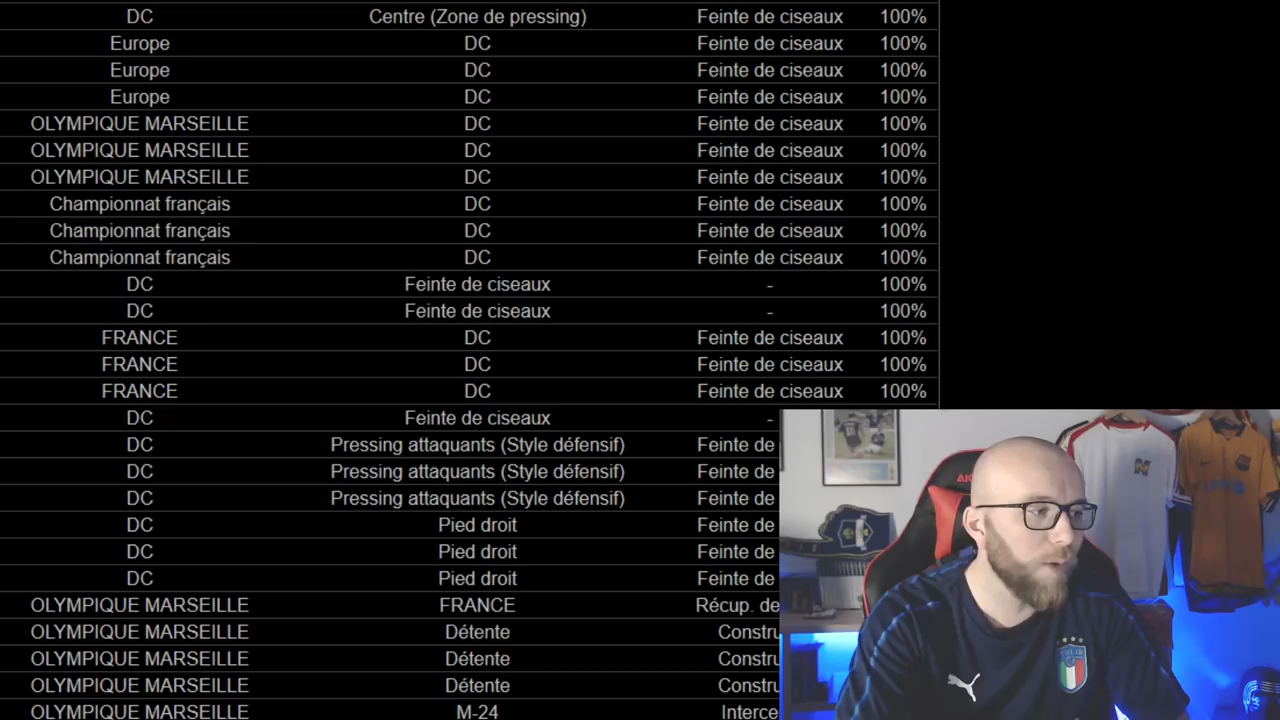 DC Centre (Zone de pressing) Feinte de ciseaux 100%
Europe DC Feinte de ciseaux 100%
Europe DC Feinte de ciseaux 100%
Europe DC Feinte de ciseaux 100%
OLYMPIQUE MARSEILLE DC Feinte de ciseaux 100%
OLYMPIQUE MARSEILLE DC Feinte de ciseaux 100%
OLYMPIQUE MARSEILLE DC Feinte de ciseaux 100%
Championnat français DC Feinte de ciseaux 100%
Championnat français DC Feinte de ciseaux 100%
Championnat français DC Feinte de ciseaux 100%
DC Feinte de ciseaux - 100%
DC Feinte de ciseaux - 100%
FRANCE DC Feinte de ciseaux 100%
FRANCE DC Feinte de ciseaux 100%
FRANCE DC Feinte de ciseaux 100%
DC Feinte de ciseaux -
DC Pressing attaquants (Style défensif) Feinte de
DC Pressing attaquants (Style défensif) Feinte de
DC Pressing attaquants (Style défensif) Feinte de
DC Pied droit Feinte de
DC Pied droit Feinte de
DC Pied droit Feinte de
OLYMPIQUE MARSEILLE FRANCE Récup. de
OLYMPIQUE MARSEILLE Détente Constru
OLYMPIQUE MARSEILLE Détente Constru
OLYMPIQUE MARSEILLE Détente Constru
OLYMPIQUE MARSEILLE M-24 Interce